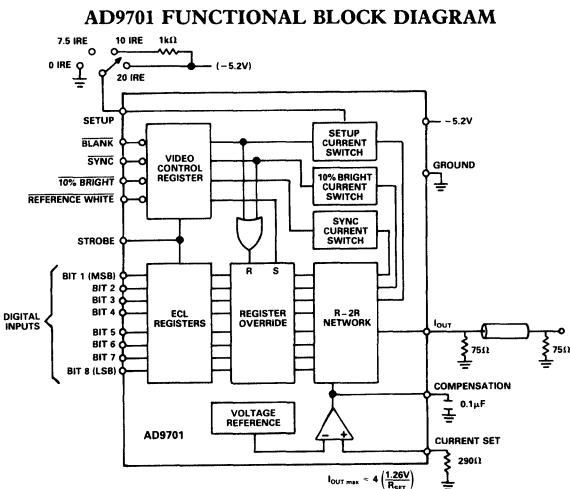 AD9701 FUNCTIONAL BLOCK DIAGRAM
7.5 IRE
10 IRE
1kΩ
0 IRE
20 IRE
(−5.2V)
SETUP
−5.2V
BLANK
SYNC
10% BRIGHT
REFERENCE WHITE
VIDEO
CONTROL
REGISTER
SETUP
CURRENT
SWITCH
10% BRIGHT
CURRENT
SWITCH
SYNC
CURRENT
SWITCH
GROUND
STROBE
R
S
DIGITAL
INPUTS
BIT 1 (MSB)
BIT 2
BIT 3
BIT 4
BIT 5
BIT 6
BIT 7
BIT 8 (LSB)
ECL
REGISTERS
REGISTER
OVERRIDE
R−2R
NETWORK
IOUT
75Ω
75Ω
COMPENSATION
0.1μF
VOLTAGE
REFERENCE
− +
AD9701
CURRENT SET
290Ω
IOUT max ≈ 4 (1.26V / RSET)